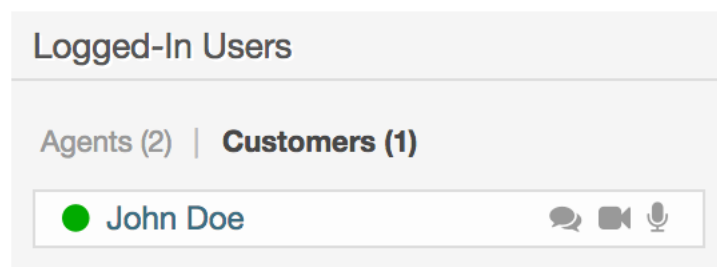 Logged-In Users
Agents (2) | Customers (1)
John Doe